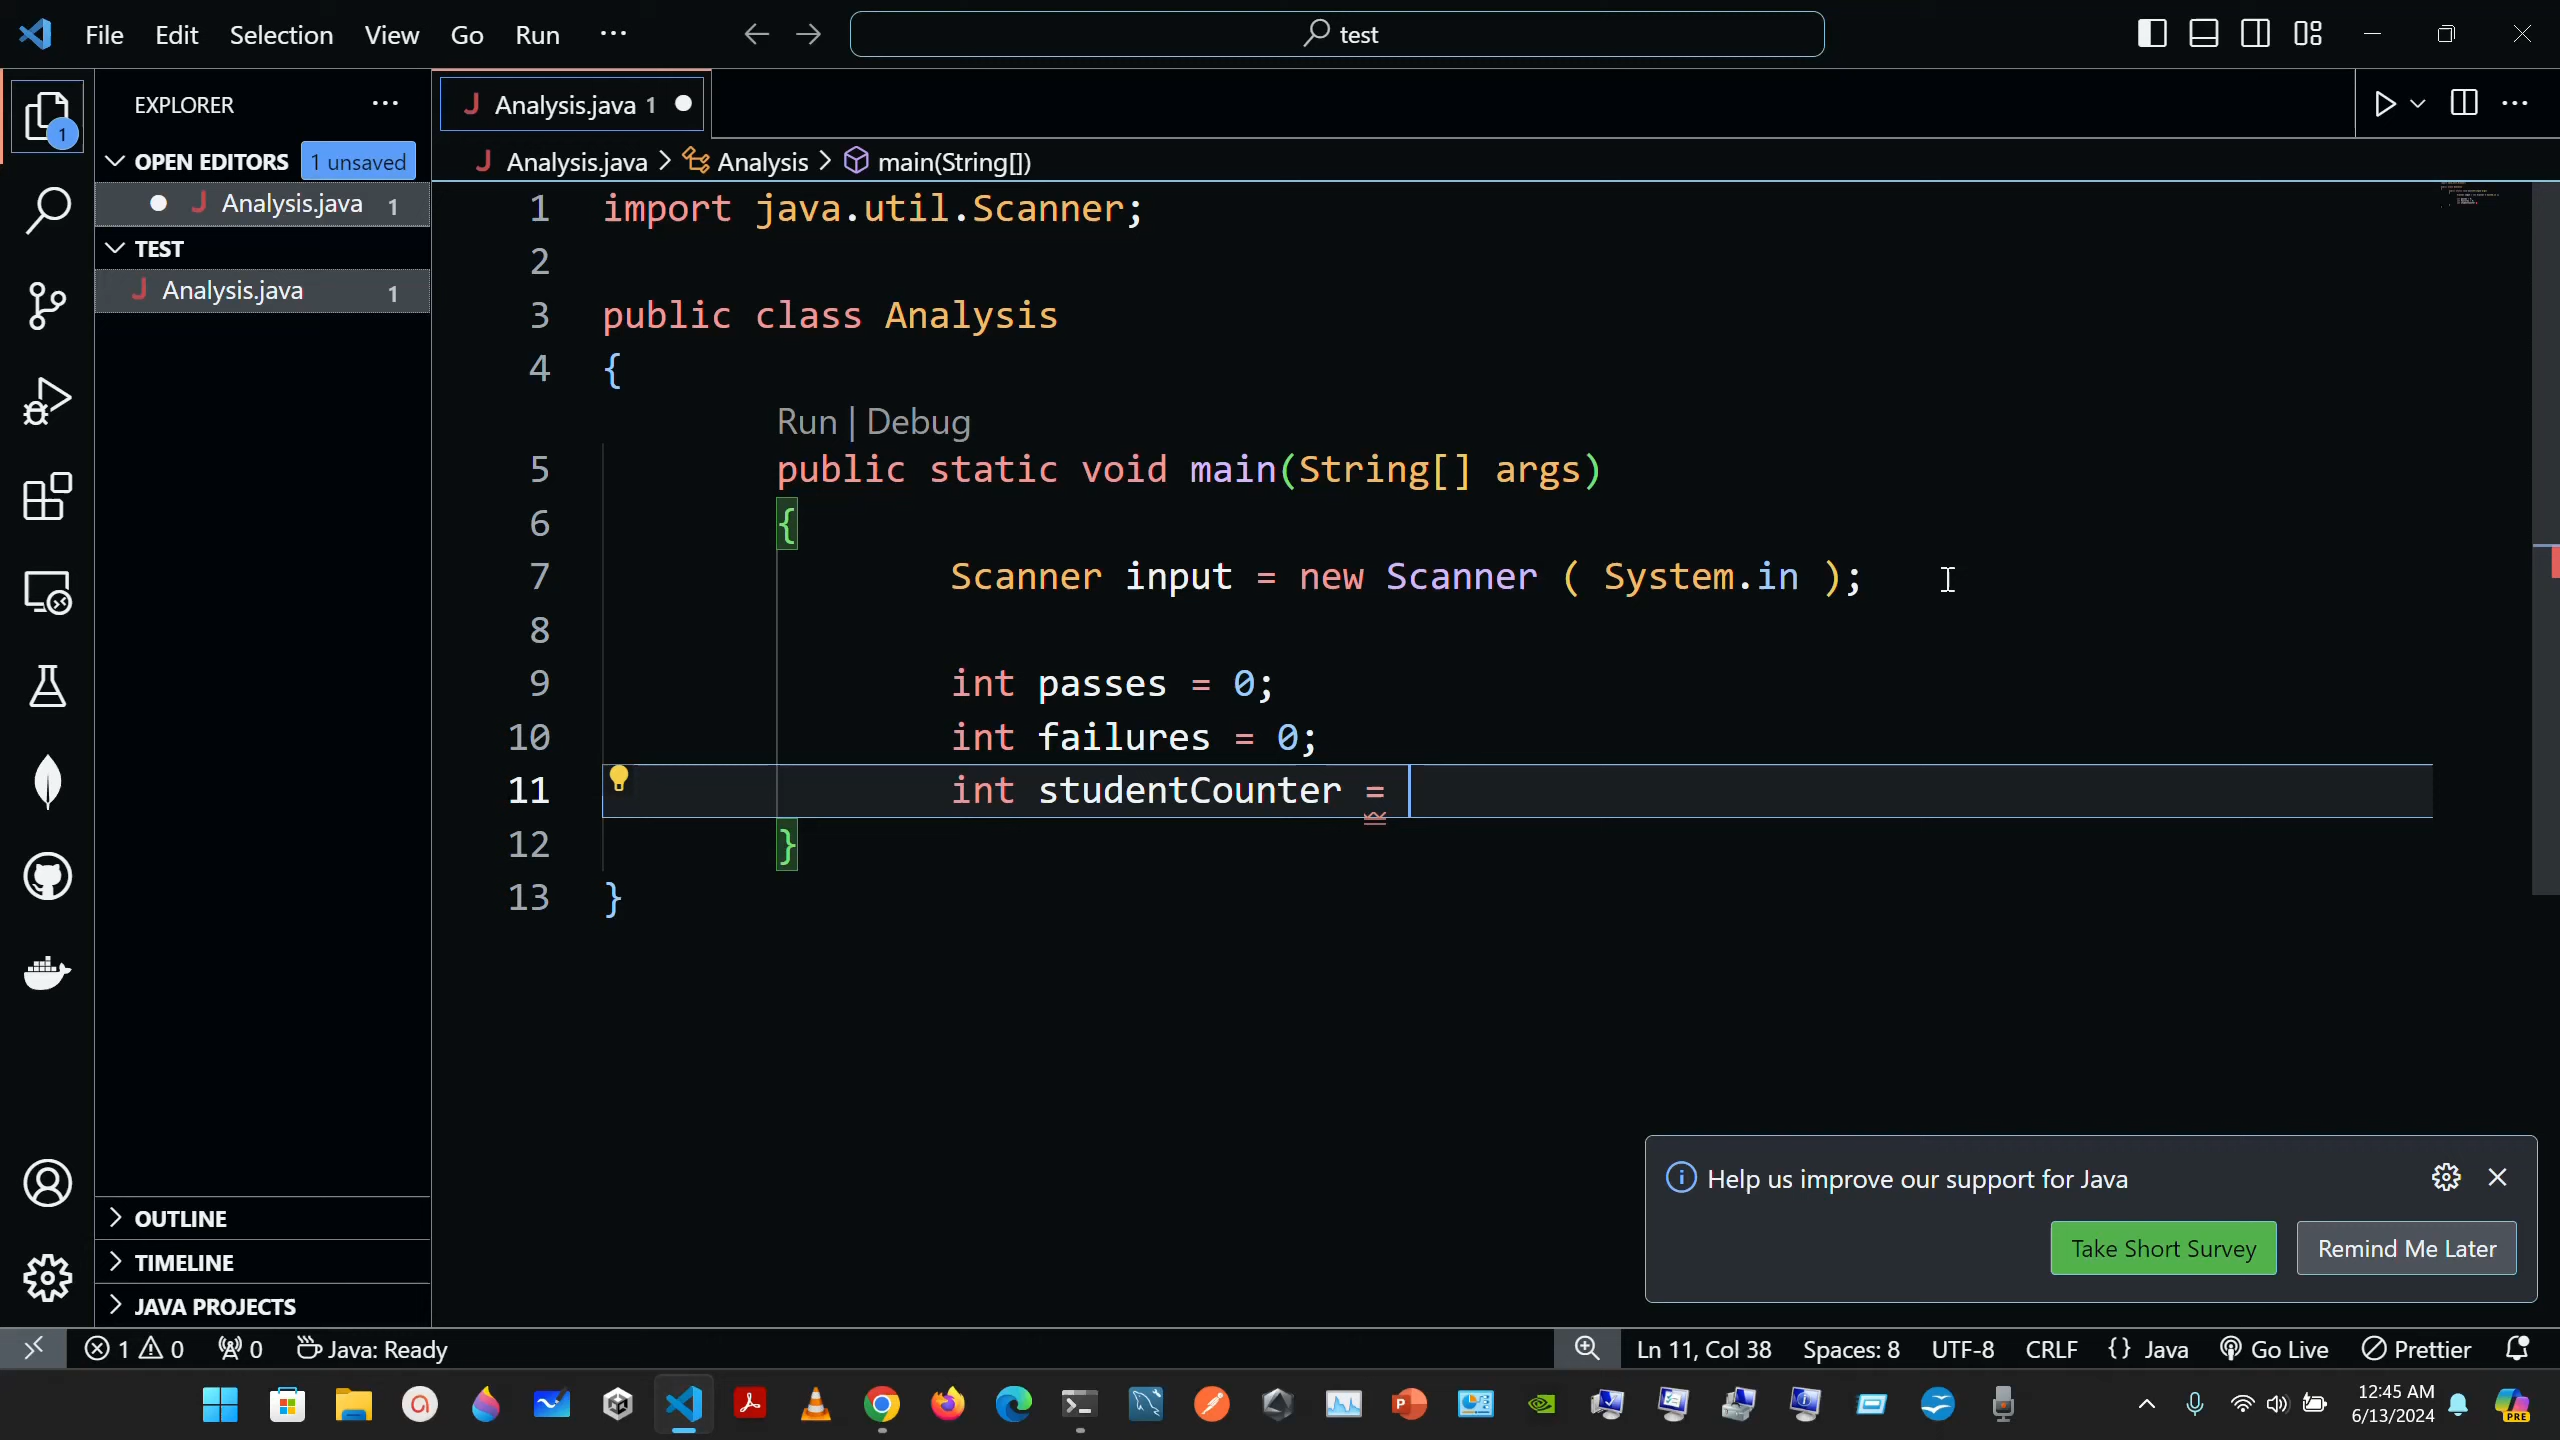 File Edit Selection View Go Run ··· test
EXPLORER ···
OPEN EDITORS 1 unsaved
Analysis.java 1
TEST
Analysis.java 1
OUTLINE
TIMELINE
JAVA PROJECTS
Analysis.java 1
Analysis.java > Analysis > main(String[])
1 import java.util.Scanner;
2
3 public class Analysis
4 {
Run | Debug
5 public static void main(String[] args)
6 {
7 Scanner input = new Scanner ( System.in );
8
9 int passes = 0;
10 int failures = 0;
11 int studentCounter =
12 }
13 }
Help us improve our support for Java
Take Short Survey Remind Me Later
1 0 0 Java: Ready Ln 11, Col 38 Spaces: 8 UTF-8 CRLF {} Java Go Live Prettier
12:45 AM
6/13/2024
PRE